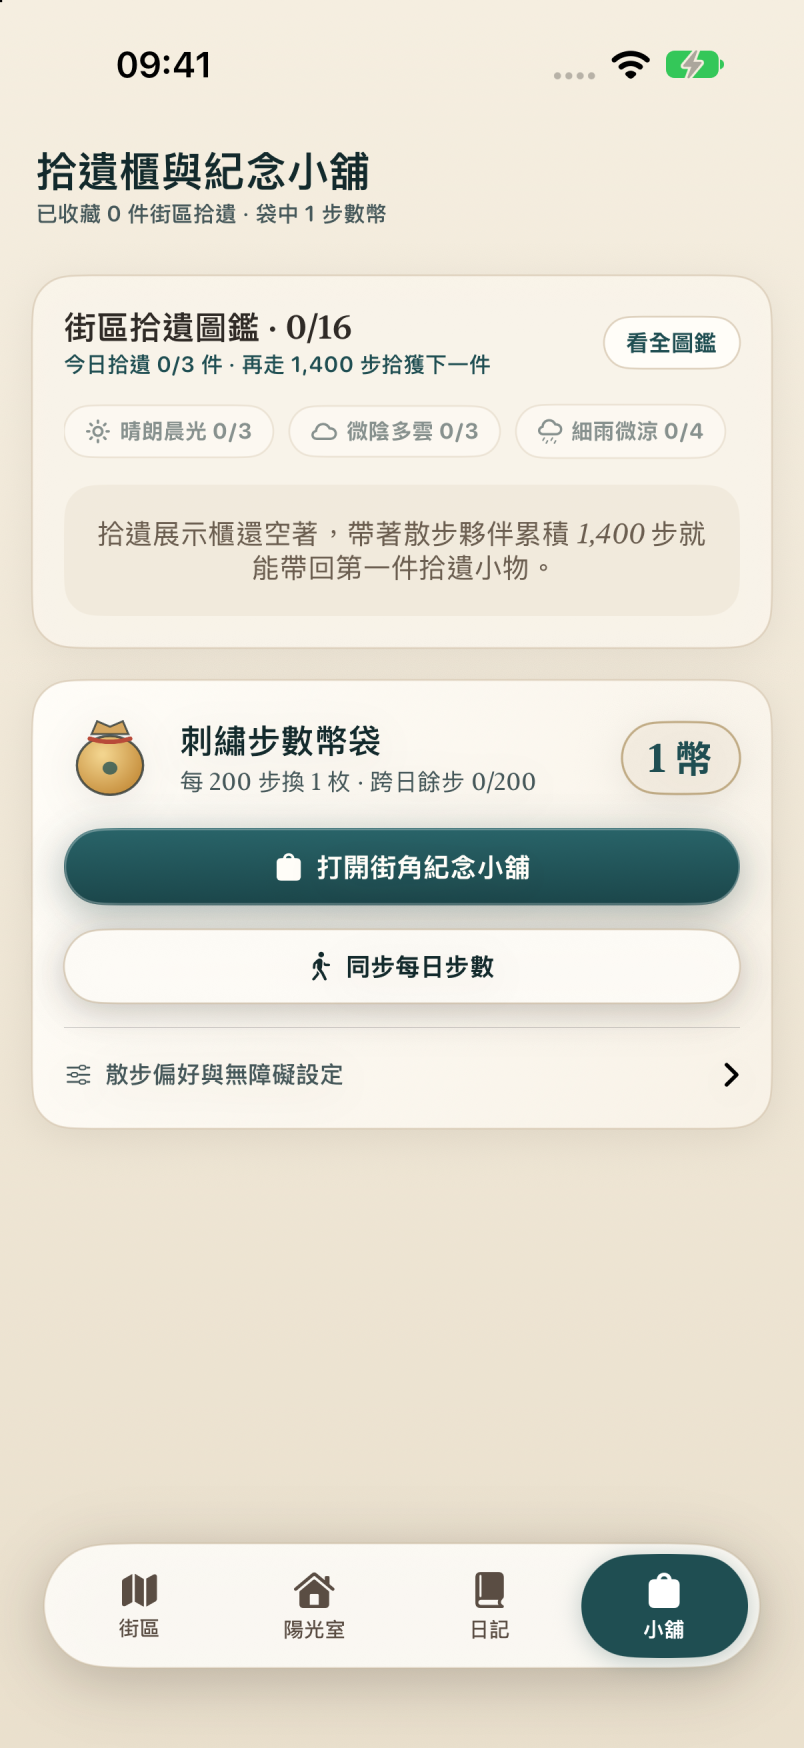 09:41
拾遺櫃與紀念小舖
已收藏 0 件街區拾遺 · 袋中 1 步數幣
街區拾遺圖鑑 · 0/16
今日拾遺 0/3 件 · 再走 1,400 步拾獲下一件
看全圖鑑
晴朗晨光 0/3
微陰多雲 0/3
細雨微涼 0/4
拾遺展示櫃還空著，帶著散步夥伴累積 1,400 步就
能帶回第一件拾遺小物。
刺繡步數幣袋
每 200 步換 1 枚 · 跨日餘步 0/200
1 幣
打開街角紀念小舖
同步每日步數
散步偏好與無障礙設定
街區
陽光室
日記
小舖